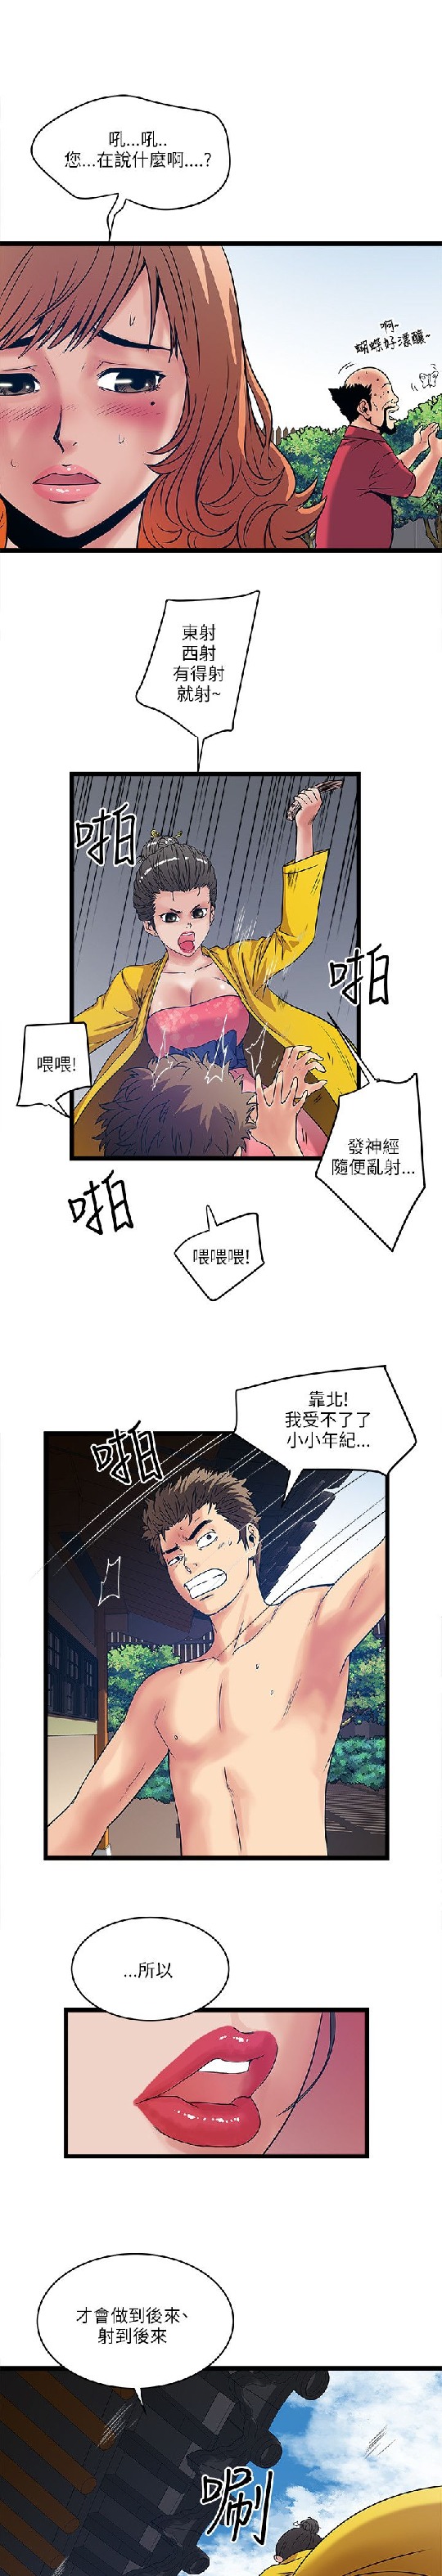 吼...吼..
您...在說什麼啊....?
啊~
蝴蝶好漾釀~
東射
西射
有得射
就射~
啪
啪
喂喂!
發神經
隨便亂射...
啪
喂喂喂!
靠北!
我受不了了
小小年紀...
啪
...所以
才會做到後來、
射到後來
唰